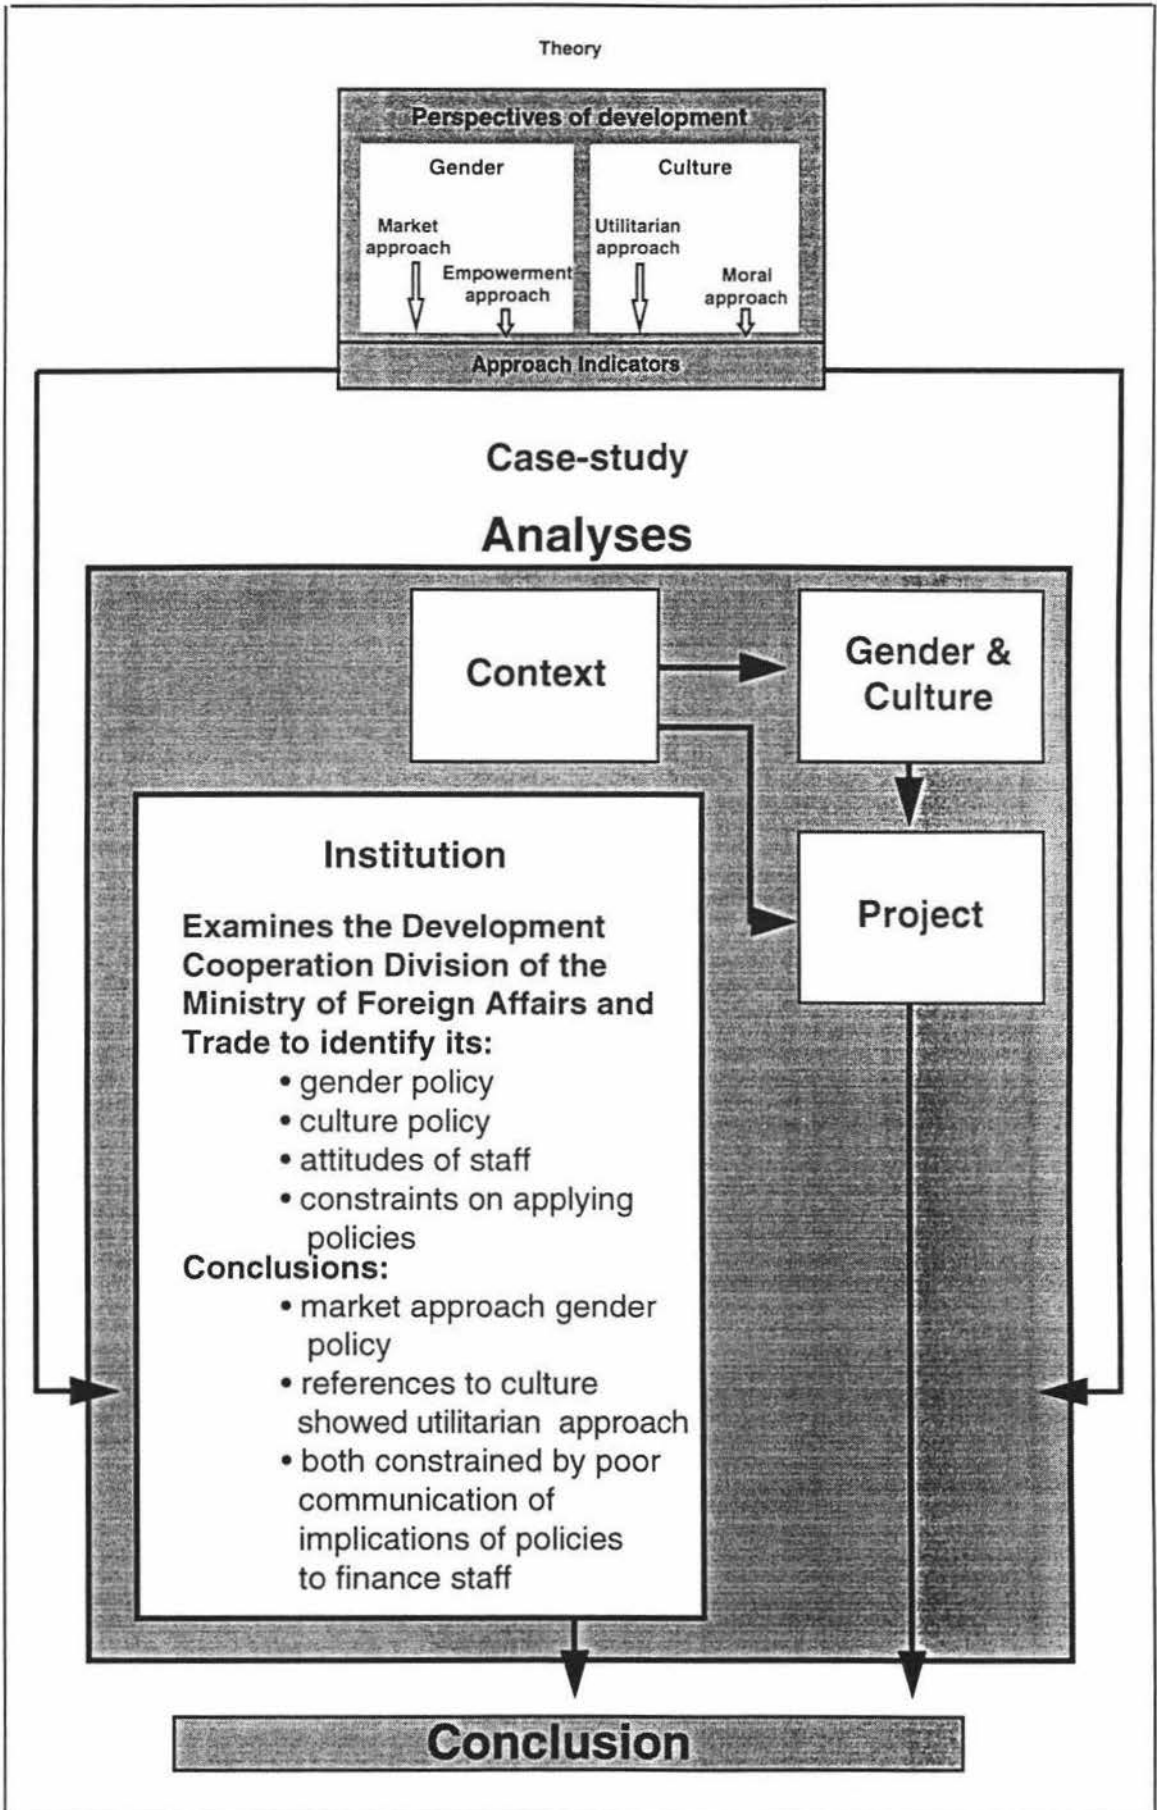 Theory
Perspectives of development
Gender
Culture
Market
approach
Empowerment
approach
Utilitarian
approach
Moral
approach
Approach Indicators
Case-study
Analyses
Context
Gender &
Culture
Project
Institution
Examines the Development
Cooperation Division of the
Ministry of Foreign Affairs and
Trade to identify its:
• gender policy
• culture policy
• attitudes of staff
• constraints on applying
policies
Conclusions:
• market approach gender
policy
• references to culture
showed utilitarian approach
• both constrained by poor
communication of
implications of policies
to finance staff
Conclusion